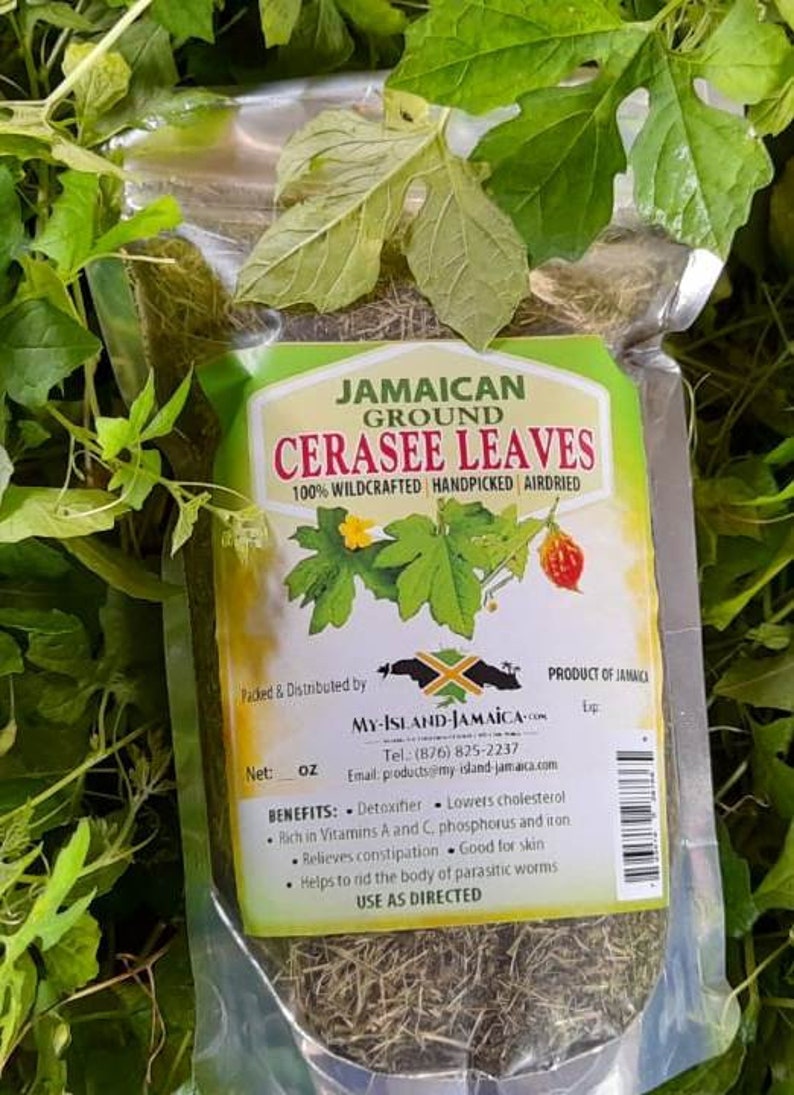 JAMAICAN
GROUND
CERASEE LEAVES
100% WILDCRAFTED | HANDPICKED | AIRDRIED
Packed & Distributed by
PRODUCT OF JAMAICA
Exp:
MY-ISLAND-JAMAICA.COM
Tel.: (876) 825-2237
Net: __ OZ
Email: products@my-island-jamaica.com
BENEFITS: • Detoxifier • Lowers cholesterol
• Rich in Vitamins A and C, phosphorus and iron
• Relieves constipation • Good for skin
• Helps to rid the body of parasitic worms
USE AS DIRECTED